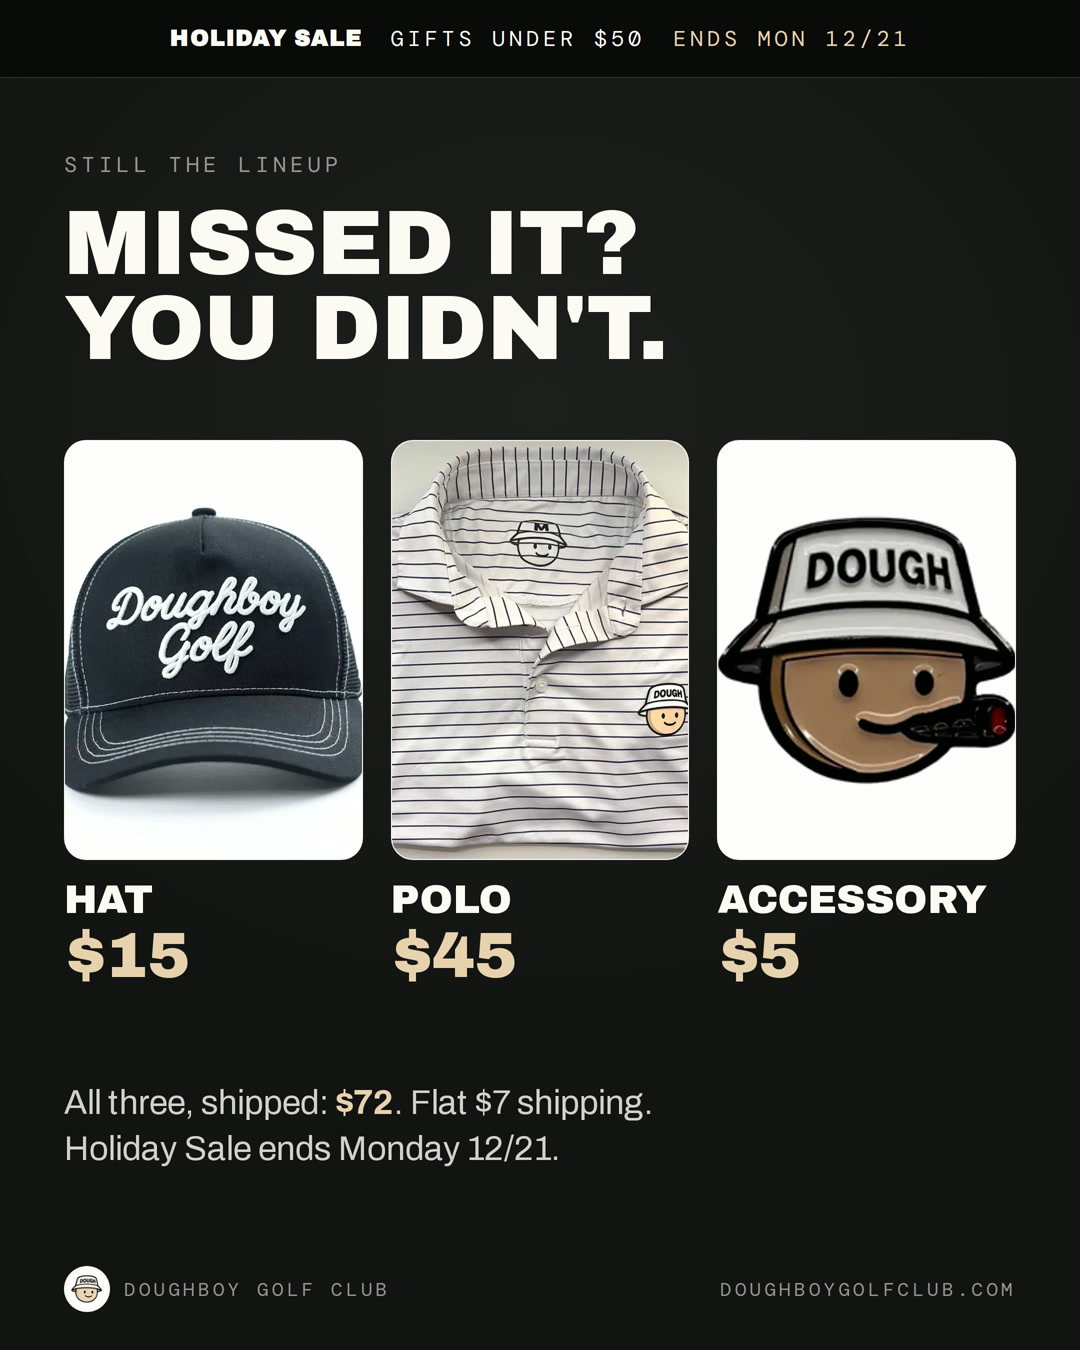 HOLIDAY SALE GIFTS UNDER $50 ENDS MON 12/21
STILL THE LINEUP
MISSED IT?
YOU DIDN'T.
Doughboy
Golf
M
DOUGH
DOUGH
HAT
$15
POLO
$45
ACCESSORY
$5
All three, shipped: $72. Flat $7 shipping.
Holiday Sale ends Monday 12/21.
DOUGH
DOUGHBOY GOLF CLUB
DOUGHBOYGOLFCLUB.COM